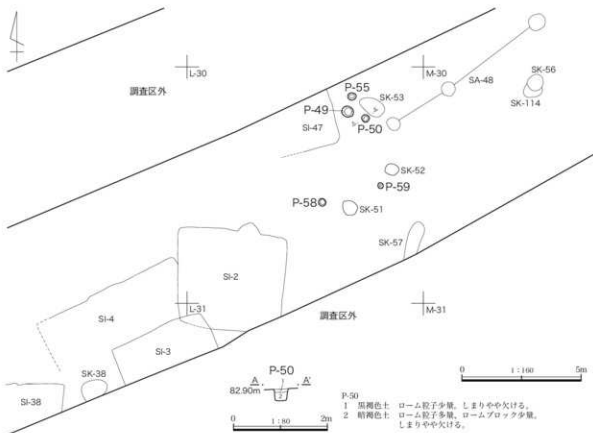 L-30
M-30
調査区外
P-55
SK-53
P-49
P-50
SI-47
SA-48
SK-56
SK-114
SK-52
P-59
P-58
SK-51
SK-57
SI-2
L-31
M-31
調査区外
SI-4
SI-3
SK-38
SI-38
P-50
A
A'
82.90m
2
0 1:80 2m
0 1:160 5m
P-50
1 黒褐色土 ローム粒子少量。しまりやや欠ける。
2 暗褐色土 ローム粒子多量、ロームブロック少量。
しまりやや欠ける。